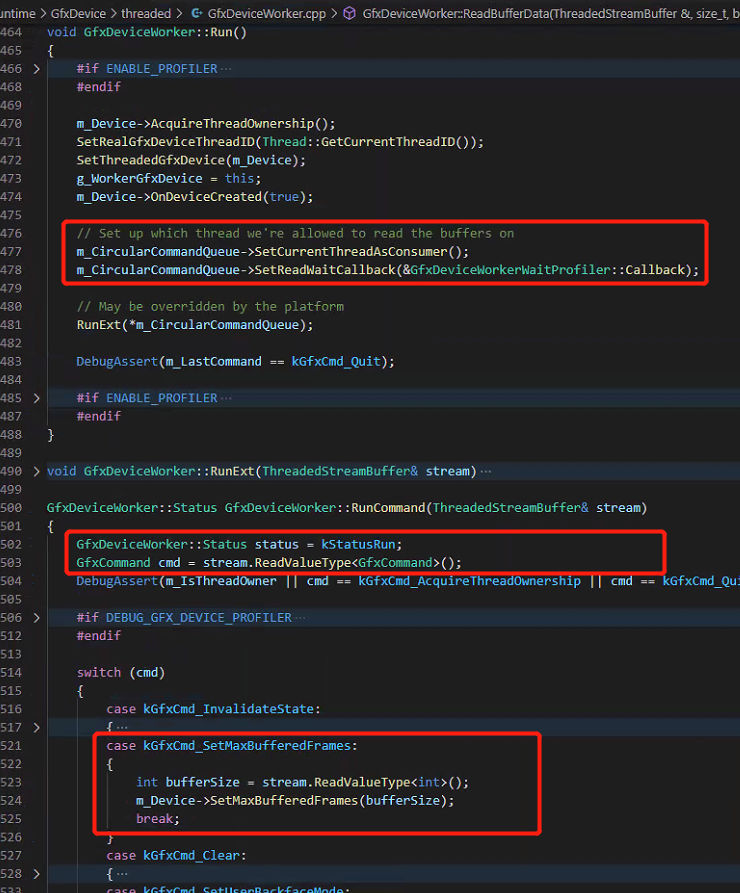 untime > GfxDevice > threaded > GfxDeviceWorker.cpp > GfxDeviceWorker::ReadBufferData(ThreadedStreamBuffer &, size_t, b
464 void GfxDeviceWorker::Run()
465 {
466 > #if ENABLE_PROFILER ···
468 #endif
469
470 m_Device->AcquireThreadOwnership();
471 SetRealGfxDeviceThreadID(Thread::GetCurrentThreadID());
472 SetThreadedGfxDevice(m_Device);
473 g_WorkerGfxDevice = this;
474 m_Device->OnDeviceCreated(true);
475
476 // Set up which thread we're allowed to read the buffers on
477 m_CircularCommandQueue->SetCurrentThreadAsConsumer();
478 m_CircularCommandQueue->SetReadWaitCallback(&GfxDeviceWorkerWaitProfiler::Callback);
479
480 // May be overridden by the platform
481 RunExt(*m_CircularCommandQueue);
482
483 DebugAssert(m_LastCommand == kGfxCmd_Quit);
484
485 > #if ENABLE_PROFILER ···
487 #endif
488 }
489
490 > void GfxDeviceWorker::RunExt(ThreadedStreamBuffer& stream) ···
499
500 GfxDeviceWorker::Status GfxDeviceWorker::RunCommand(ThreadedStreamBuffer& stream)
501 {
502 GfxDeviceWorker::Status status = kStatusRun;
503 GfxCommand cmd = stream.ReadValueType<GfxCommand>();
504 DebugAssert(m_IsThreadOwner || cmd == kGfxCmd_AcquireThreadOwnership || cmd == kGfxCmd_Qui
505
506 > #if DEBUG_GFX_DEVICE_PROFILER ···
512 #endif
513
514 switch (cmd)
515 {
516 case kGfxCmd_InvalidateState:
517 > { ···
521 case kGfxCmd_SetMaxBufferedFrames:
522 {
523 int bufferSize = stream.ReadValueType<int>();
524 m_Device->SetMaxBufferedFrames(bufferSize);
525 break;
526 }
527 case kGfxCmd_Clear:
528 > { ···
533 case kGfxCmd_SetUserBackfaceMode: